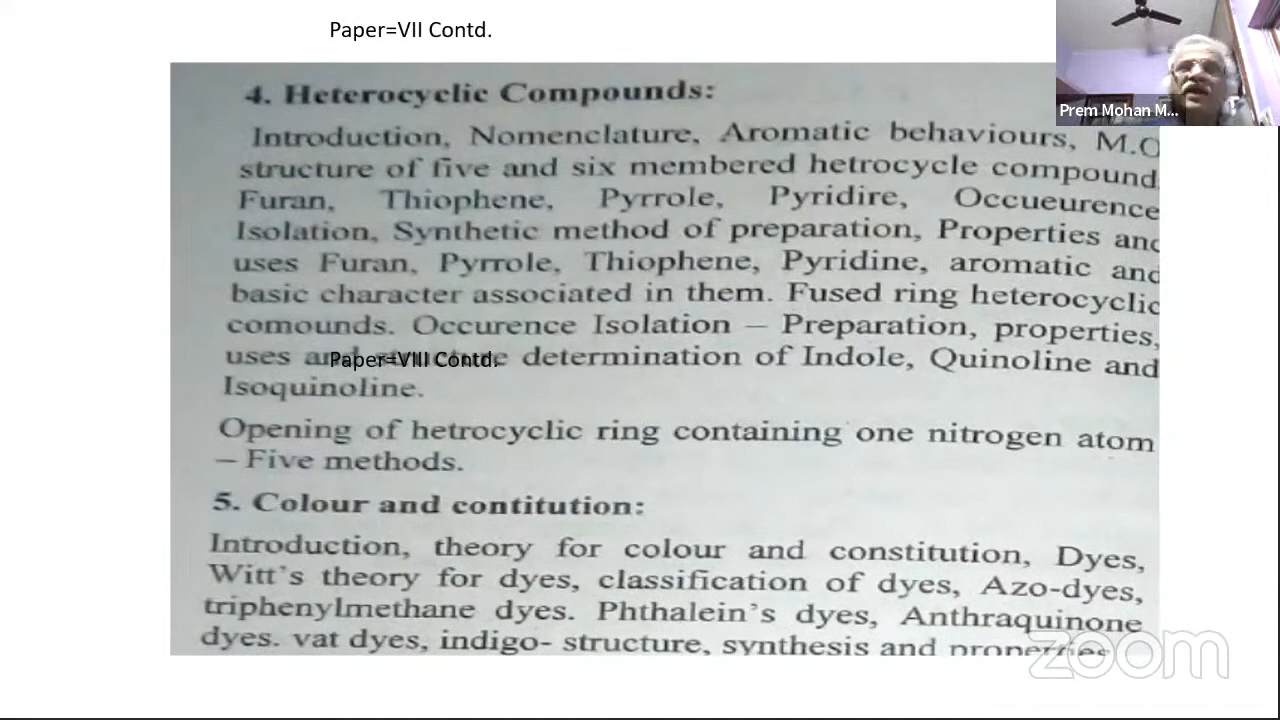 Paper=VII Contd.
Prem Mohan M...
4. Heterocyclic Compounds:
Introduction, Nomenclature, Aromatic behaviours, M.O
structure of five and six membered hetrocycle compound
Furan, Thiophene, Pyrrole, Pyridire, Occueurence
Isolation, Synthetic method of preparation, Properties and
uses Furan, Pyrrole, Thiophene, Pyridine, aromatic and
basic character associated in them. Fused ring heterocyclic
comounds. Occurence Isolation – Preparation, properties,
uses and determination of Indole, Quinoline and
Paper=VIII Contd.
Isoquinoline.
Opening of hetrocyclic ring containing one nitrogen atom
– Five methods.
5. Colour and contitution:
Introduction, theory for colour and constitution, Dyes,
Witt's theory for dyes, classification of dyes, Azo-dyes,
triphenylmethane dyes. Phthalein's dyes, Anthraquinone
dyes. vat dyes, indigo- structure, synthesis and properties
zoom